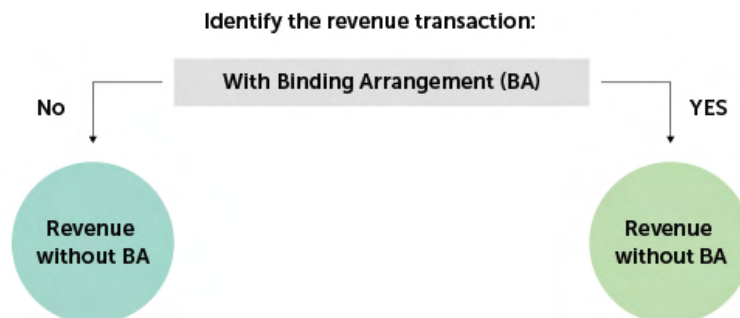 Identify the revenue transaction:
With Binding Arrangement (BA)
No
YES
Revenue
without BA
Revenue
without BA